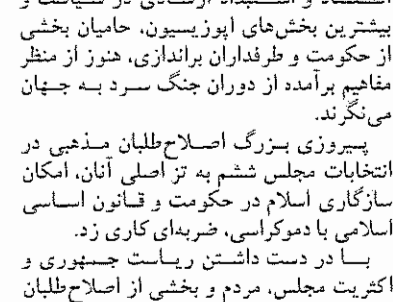 بیشترین بخش‌های اپوزیسیون، حامیان بخشی
از حکومت و طرفداران براندازی، هنوز از منظر
مفاهیم برآمده از دوران جنگ سرد به جهان
می‌نگرند.
پیروزی بزرگ اصلاح‌طلبان مذهبی در
انتخابات مجلس ششم به تز اصلی آنان، امکان
سازگاری اسلام در حکومت و قانون اساسی
اسلامی با دموکراسی، ضربه‌ای کاری زد.
با در دست داشتن ریاست جمهوری و
اکثریت مجلس، مردم و بخشی از اصلاح‌طلبان